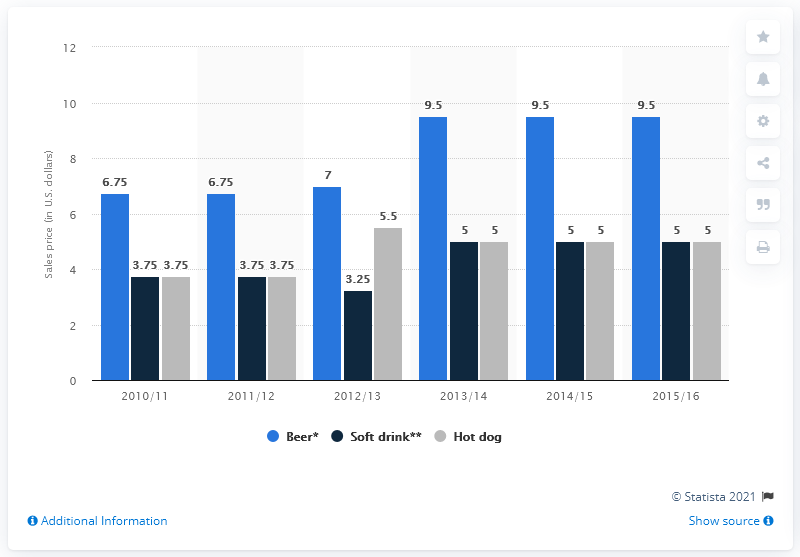 12
10
8
6
4
2
0
Sales price (in U.S. dollars)
6.75 3.75 3.75
6.75 3.75 3.75
7 3.25 5.5
9.5 5 5
9.5 5 5
9.5 5 5
2010/11 2011/12 2012/13 2013/14 2014/15 2015/16
Beer* Soft drink** Hot dog
© Statista 2021
Additional Information Show source